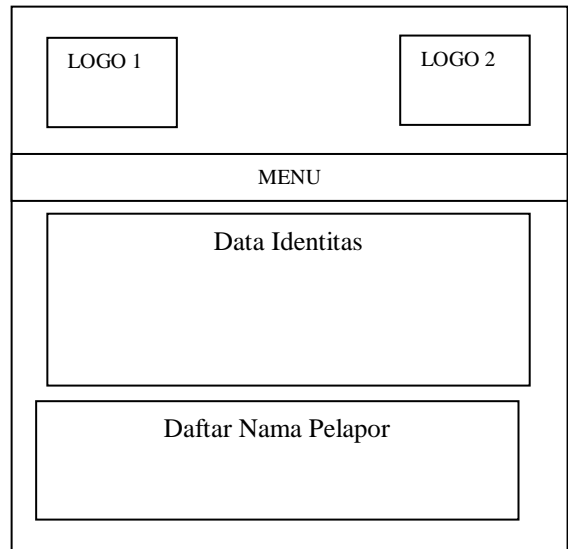 LOGO 1
LOGO 2
MENU
Data Identitas
Daftar Nama Pelapor